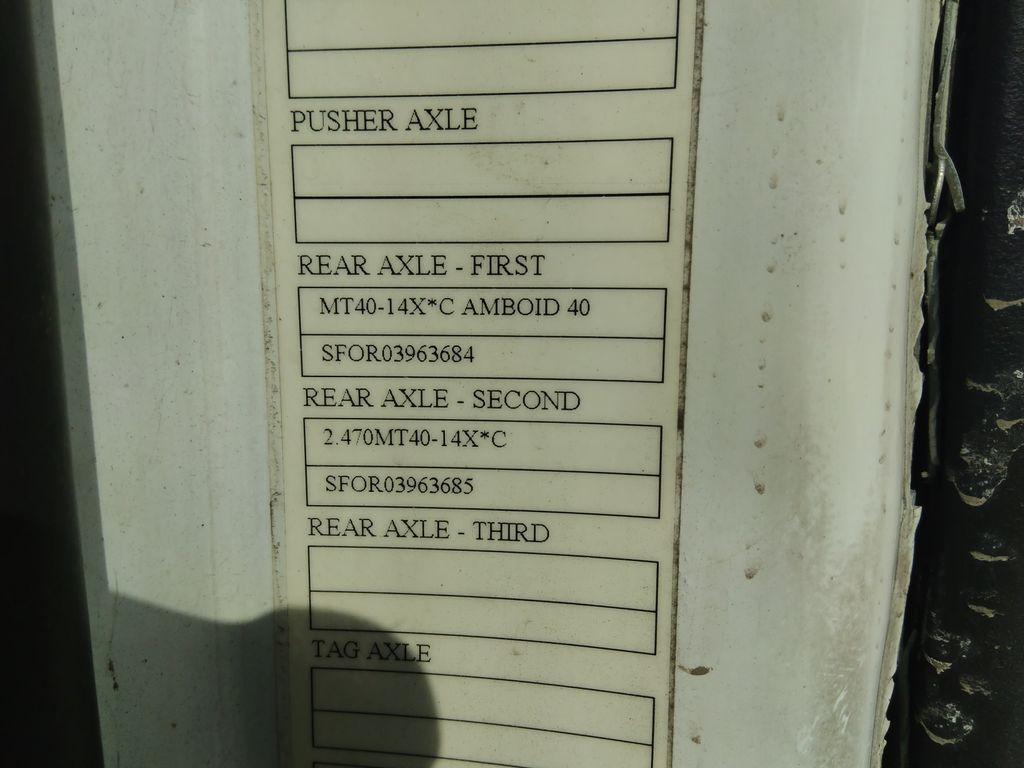 PUSHER AXLE
REAR AXLE - FIRST
MT40-14X*C AMBOID 40
SFOR03963684
REAR AXLE - SECOND
2.470MT40-14X*C
SFOR03963685
REAR AXLE - THIRD
TAG AXLE